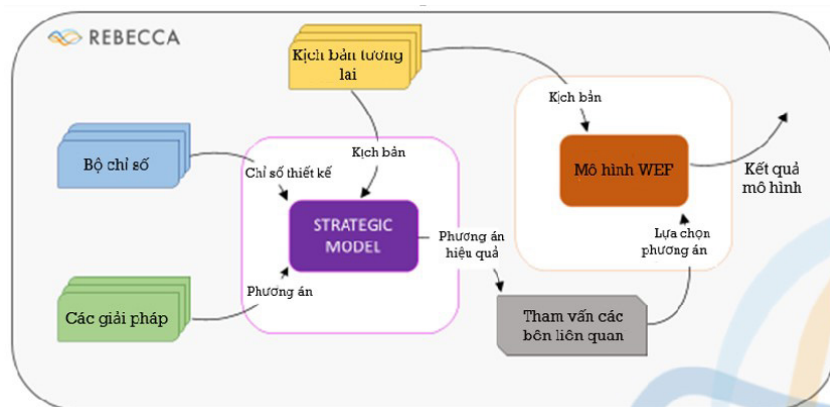 REBECCA
Kịch bản tương
lai
Bộ chỉ số
Chỉ số thiết kế
Kịch bản
Kịch bản
Mô hình WEF
Kết quả
mô hình
STRATEGIC
MODEL
Phương án
hiệu quả
Lựa chọn
phương án
Các giải pháp
Phương án
Tham vấn các
bôn liôn quan